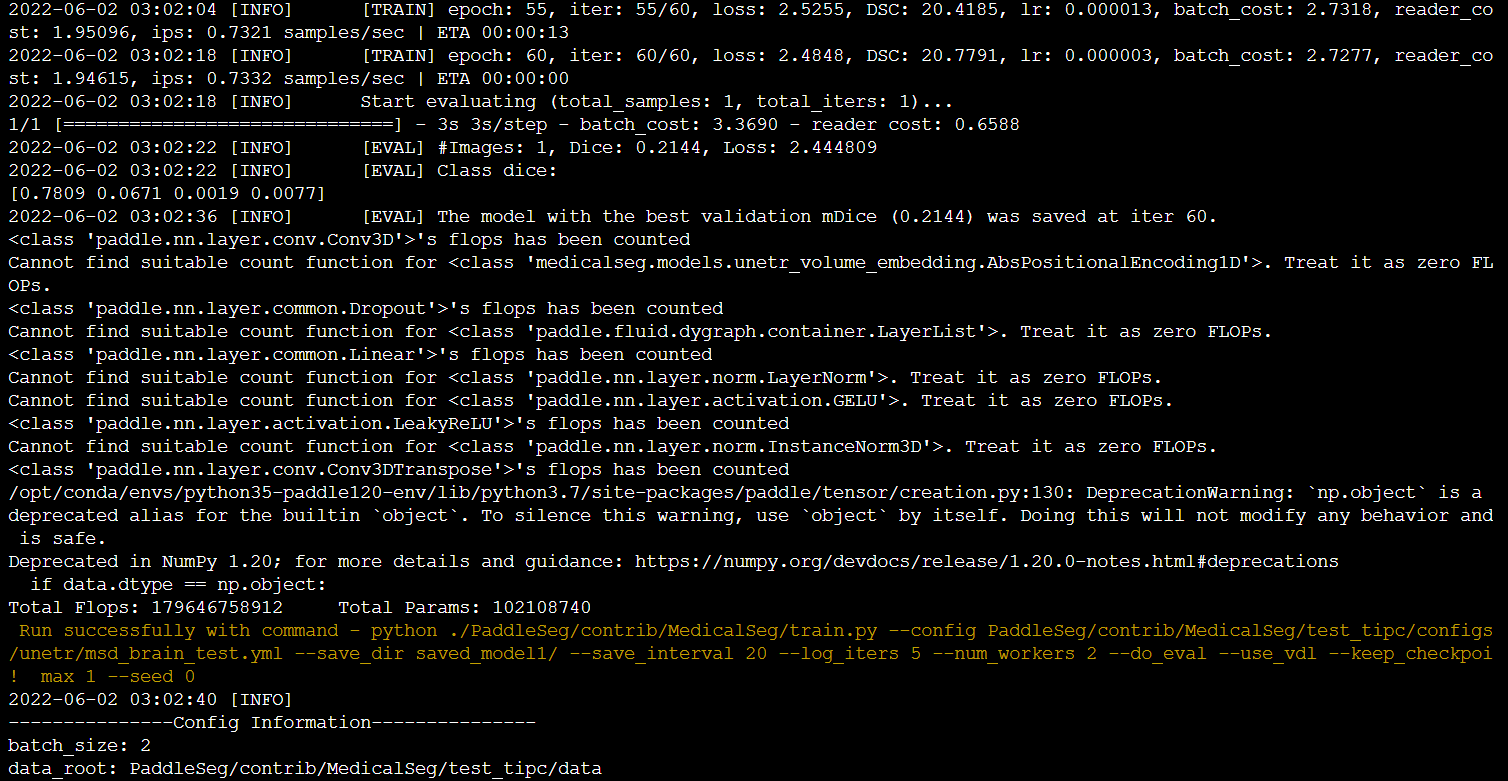 2022-06-02 03:02:04 [INFO]      [TRAIN] epoch: 55, iter: 55/60, loss: 2.5255, DSC: 20.4185, lr: 0.000013, batch_cost: 2.7318, reader_co
st: 1.95096, ips: 0.7321 samples/sec | ETA 00:00:13
2022-06-02 03:02:18 [INFO]      [TRAIN] epoch: 60, iter: 60/60, loss: 2.4848, DSC: 20.7791, lr: 0.000003, batch_cost: 2.7277, reader_co
st: 1.94615, ips: 0.7332 samples/sec | ETA 00:00:00
2022-06-02 03:02:18 [INFO]      Start evaluating (total_samples: 1, total_iters: 1)...
1/1 [==============================] - 3s 3s/step - batch_cost: 3.3690 - reader cost: 0.6588
2022-06-02 03:02:22 [INFO]      [EVAL] #Images: 1, Dice: 0.2144, Loss: 2.444809
2022-06-02 03:02:22 [INFO]      [EVAL] Class dice:
[0.7809 0.0671 0.0019 0.0077]
2022-06-02 03:02:36 [INFO]      [EVAL] The model with the best validation mDice (0.2144) was saved at iter 60.
<class 'paddle.nn.layer.conv.Conv3D'>'s flops has been counted
Cannot find suitable count function for <class 'medicalseg.models.unetr_volume_embedding.AbsPositionalEncoding1D'>. Treat it as zero FL
OPs.
<class 'paddle.nn.layer.common.Dropout'>'s flops has been counted
Cannot find suitable count function for <class 'paddle.fluid.dygraph.container.LayerList'>. Treat it as zero FLOPs.
<class 'paddle.nn.layer.common.Linear'>'s flops has been counted
Cannot find suitable count function for <class 'paddle.nn.layer.norm.LayerNorm'>. Treat it as zero FLOPs.
Cannot find suitable count function for <class 'paddle.nn.layer.activation.GELU'>. Treat it as zero FLOPs.
<class 'paddle.nn.layer.activation.LeakyReLU'>'s flops has been counted
Cannot find suitable count function for <class 'paddle.nn.layer.norm.InstanceNorm3D'>. Treat it as zero FLOPs.
<class 'paddle.nn.layer.conv.Conv3DTranspose'>'s flops has been counted
/opt/conda/envs/python35-paddle120-env/lib/python3.7/site-packages/paddle/tensor/creation.py:130: DeprecationWarning: `np.object` is a
deprecated alias for the builtin `object`. To silence this warning, use `object` by itself. Doing this will not modify any behavior and
 is safe.
Deprecated in NumPy 1.20; for more details and guidance: https://numpy.org/devdocs/release/1.20.0-notes.html#deprecations
  if data.dtype == np.object:
Total Flops: 179646758912     Total Params: 102108740
 Run successfully with command - python ./PaddleSeg/contrib/MedicalSeg/train.py --config PaddleSeg/contrib/MedicalSeg/test_tipc/configs
/unetr/msd_brain_test.yml --save_dir saved_model1/ --save_interval 20 --log_iters 5 --num_workers 2 --do_eval --use_vdl --keep_checkpoi
!  max 1 --seed 0
2022-06-02 03:02:40 [INFO]
---------------Config Information---------------
batch_size: 2
data_root: PaddleSeg/contrib/MedicalSeg/test_tipc/data